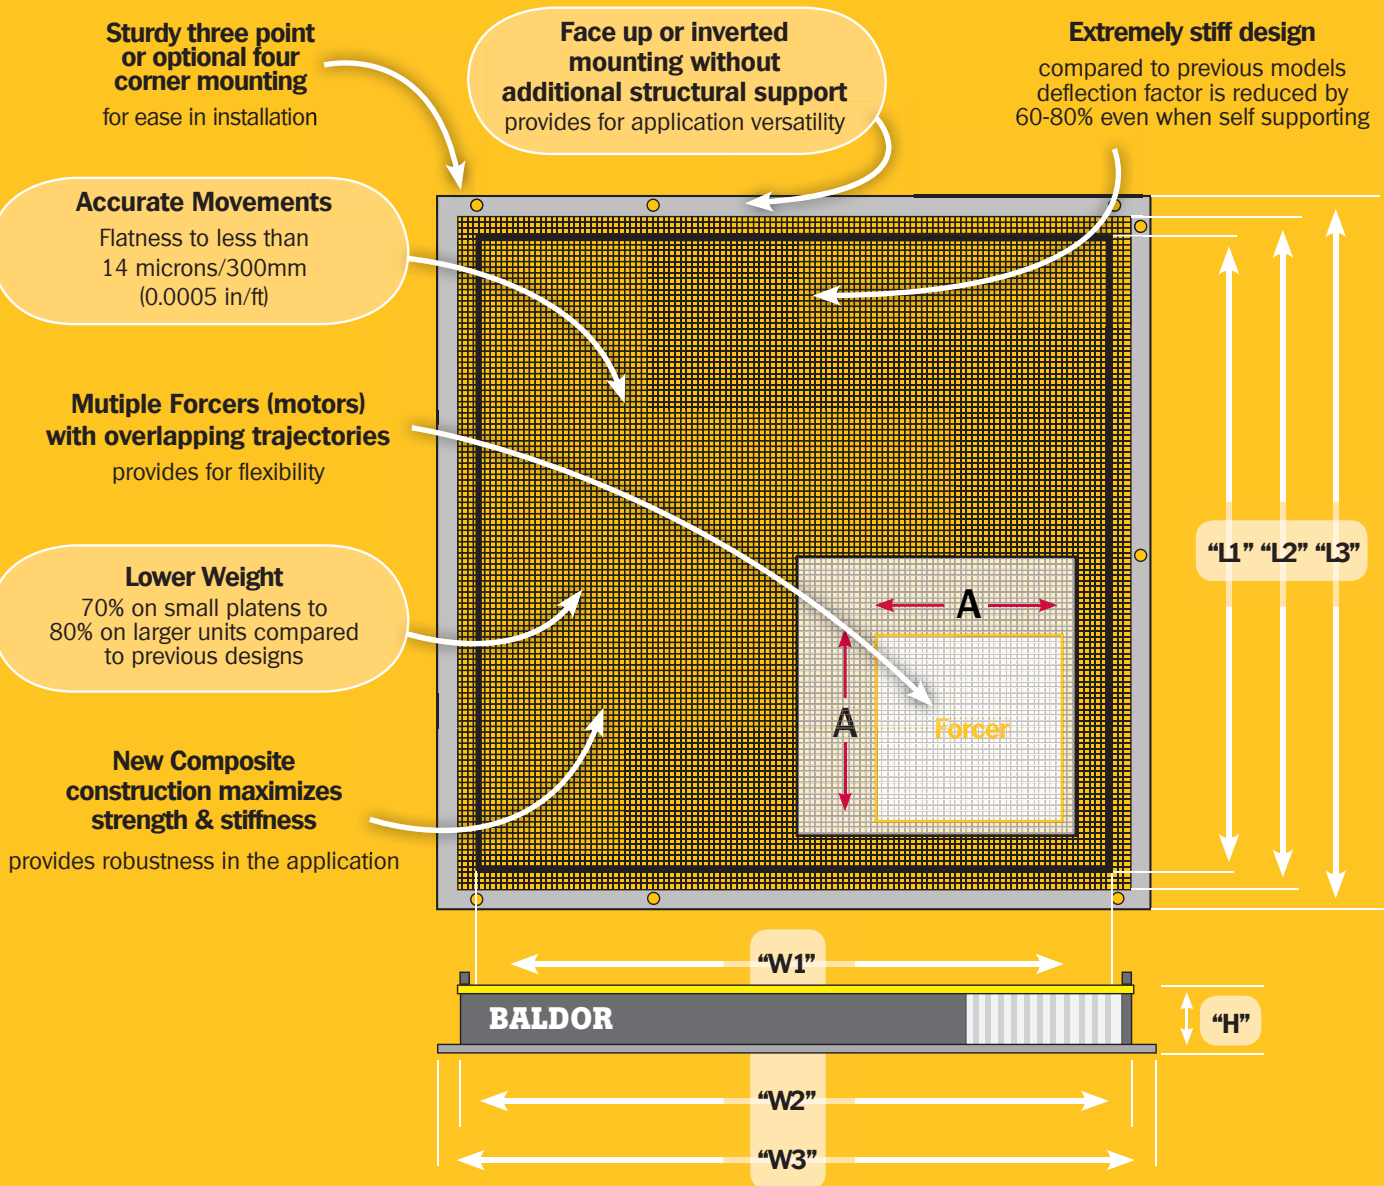 Sturdy three point
or optional four
corner mounting
for ease in installation
Face up or inverted
mounting without
additional structural support
provides for application versatility
Extremely stiff design
compared to previous models
deflection factor is reduced by
60-80% even when self supporting
Accurate Movements
Flatness to less than
14 microns/300mm
(0.0005 in/ft)
Mutiple Forcers (motors)
with overlapping trajectories
provides for flexibility
Lower Weight
70% on small platens to
80% on larger units compared
to previous designs
New Composite
construction maximizes
strength & stiffness
provides robustness in the application
“L1” “L2” “L3”
A
A
Forcer
“W1”
BALDOR
“H”
“W2”
“W3”